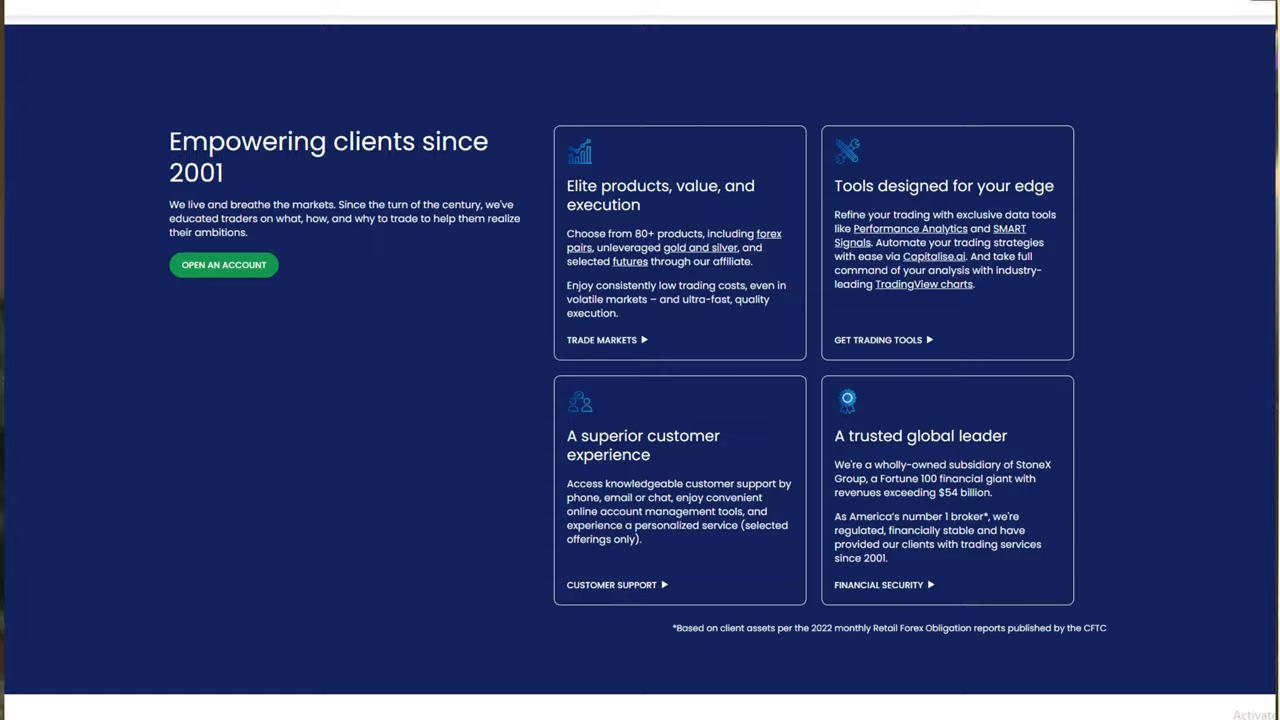 Empowering clients since
2001
We live and breathe the markets. Since the turn of the century, we've
educated traders on what, how, and why to trade to help them realize
their ambitions.
OPEN AN ACCOUNT
Elite products, value, and
execution
Choose from 80+ products, including forex
pairs, unleveraged gold and silver, and
selected futures through our affiliate.
Enjoy consistently low trading costs, even in
volatile markets – and ultra-fast, quality
execution.
TRADE MARKETS
Tools designed for your edge
Refine your trading with exclusive data tools
like Performance Analytics and SMART
Signals. Automate your trading strategies
with ease via Capitalise.ai. And take full
command of your analysis with industry-
leading TradingView charts.
GET TRADING TOOLS
A superior customer
experience
Access knowledgeable customer support by
phone, email or chat, enjoy convenient
online account management tools, and
experience a personalized service (selected
offerings only).
CUSTOMER SUPPORT
A trusted global leader
We're a wholly-owned subsidiary of StoneX
Group, a Fortune 100 financial giant with
revenues exceeding $54 billion.
As America's number 1 broker*, we're
regulated, financially stable and have
provided our clients with trading services
since 2001.
FINANCIAL SECURITY
*Based on client assets per the 2022 monthly Retail Forex Obligation reports published by the CFTC
Activate